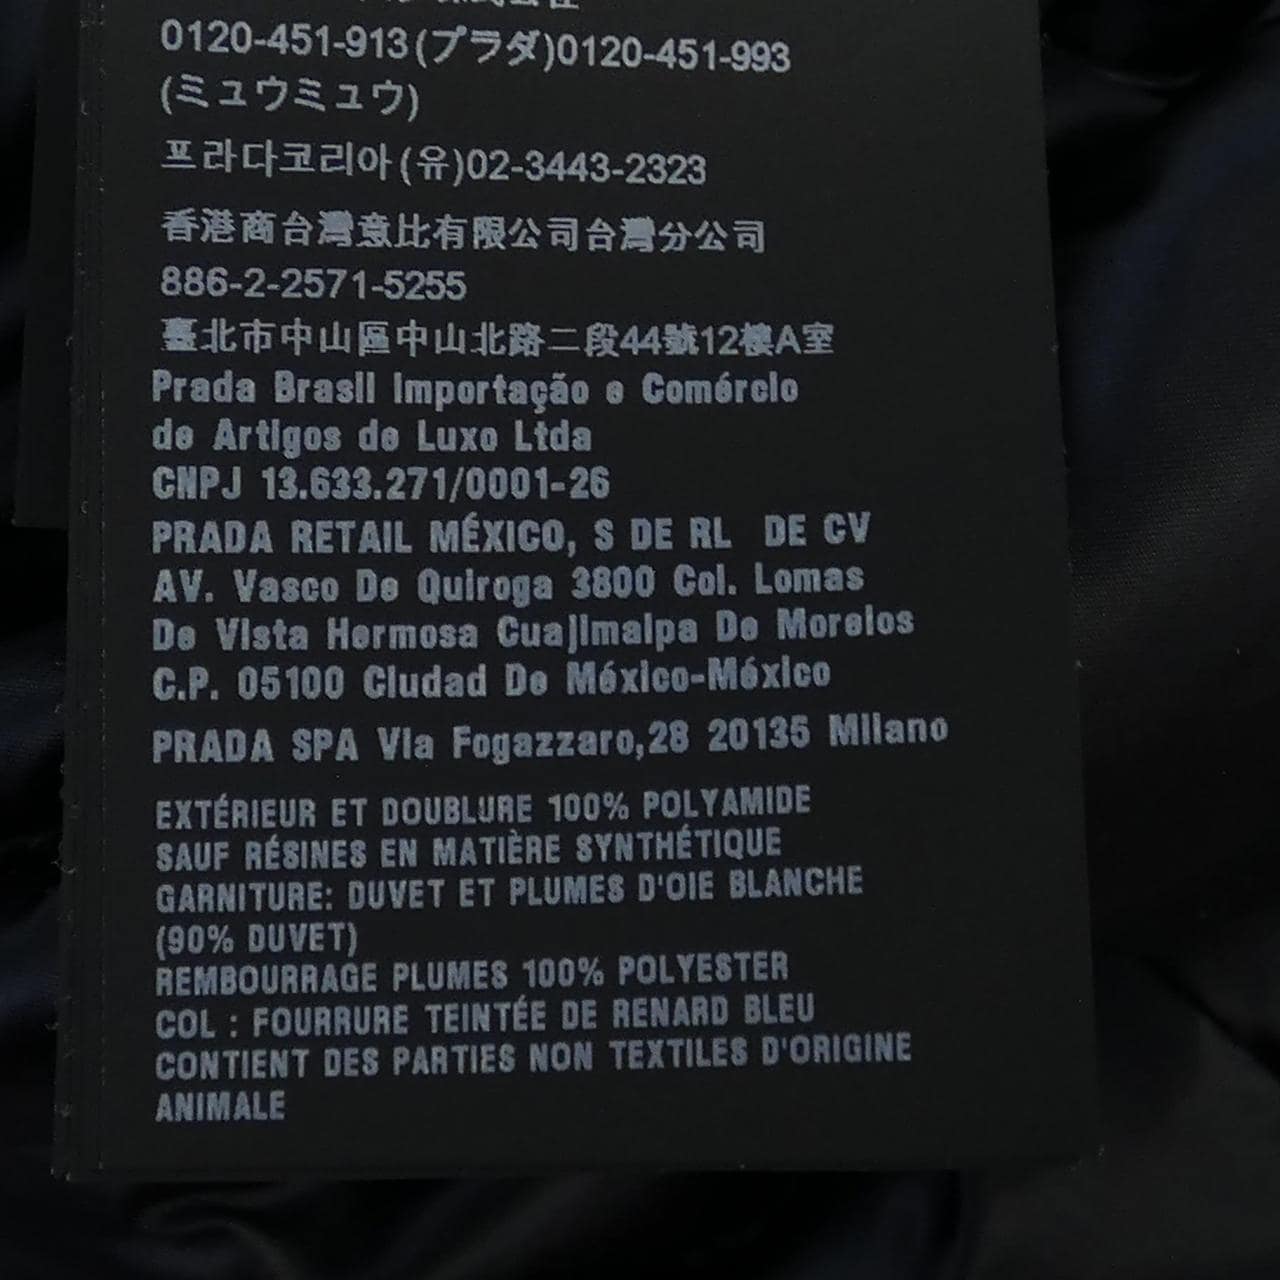 0120-451-913(プラダ)0120-451-993
(ミュウミュウ)
프라다코리아(유)02-3443-2323
香港商台灣意比有限公司台灣分公司
886-2-2571-5255
臺北市中山區中山北路二段44號12樓A室
Prada Brasil Importação e Comércio
de Artigos de Luxo Ltda
CNPJ 13.633.271/0001-26
PRADA RETAIL MÉXICO, S DE RL DE CV
AV. Vasco De Quiroga 3800 Col. Lomas
De Vista Hermosa Cuajimalpa De Morelos
C.P. 05100 Ciudad De México-México
PRADA SPA Via Fogazzaro,28 20135 Milano
EXTÉRIEUR ET DOUBLURE 100% POLYAMIDE
SAUF RÉSINES EN MATIÈRE SYNTHÉTIQUE
GARNITURE: DUVET ET PLUMES D'OIE BLANCHE
(90% DUVET)
REMBOURRAGE PLUMES 100% POLYESTER
COL : FOURRURE TEINTÉE DE RENARD BLEU
CONTIENT DES PARTIES NON TEXTILES D'ORIGINE
ANIMALE